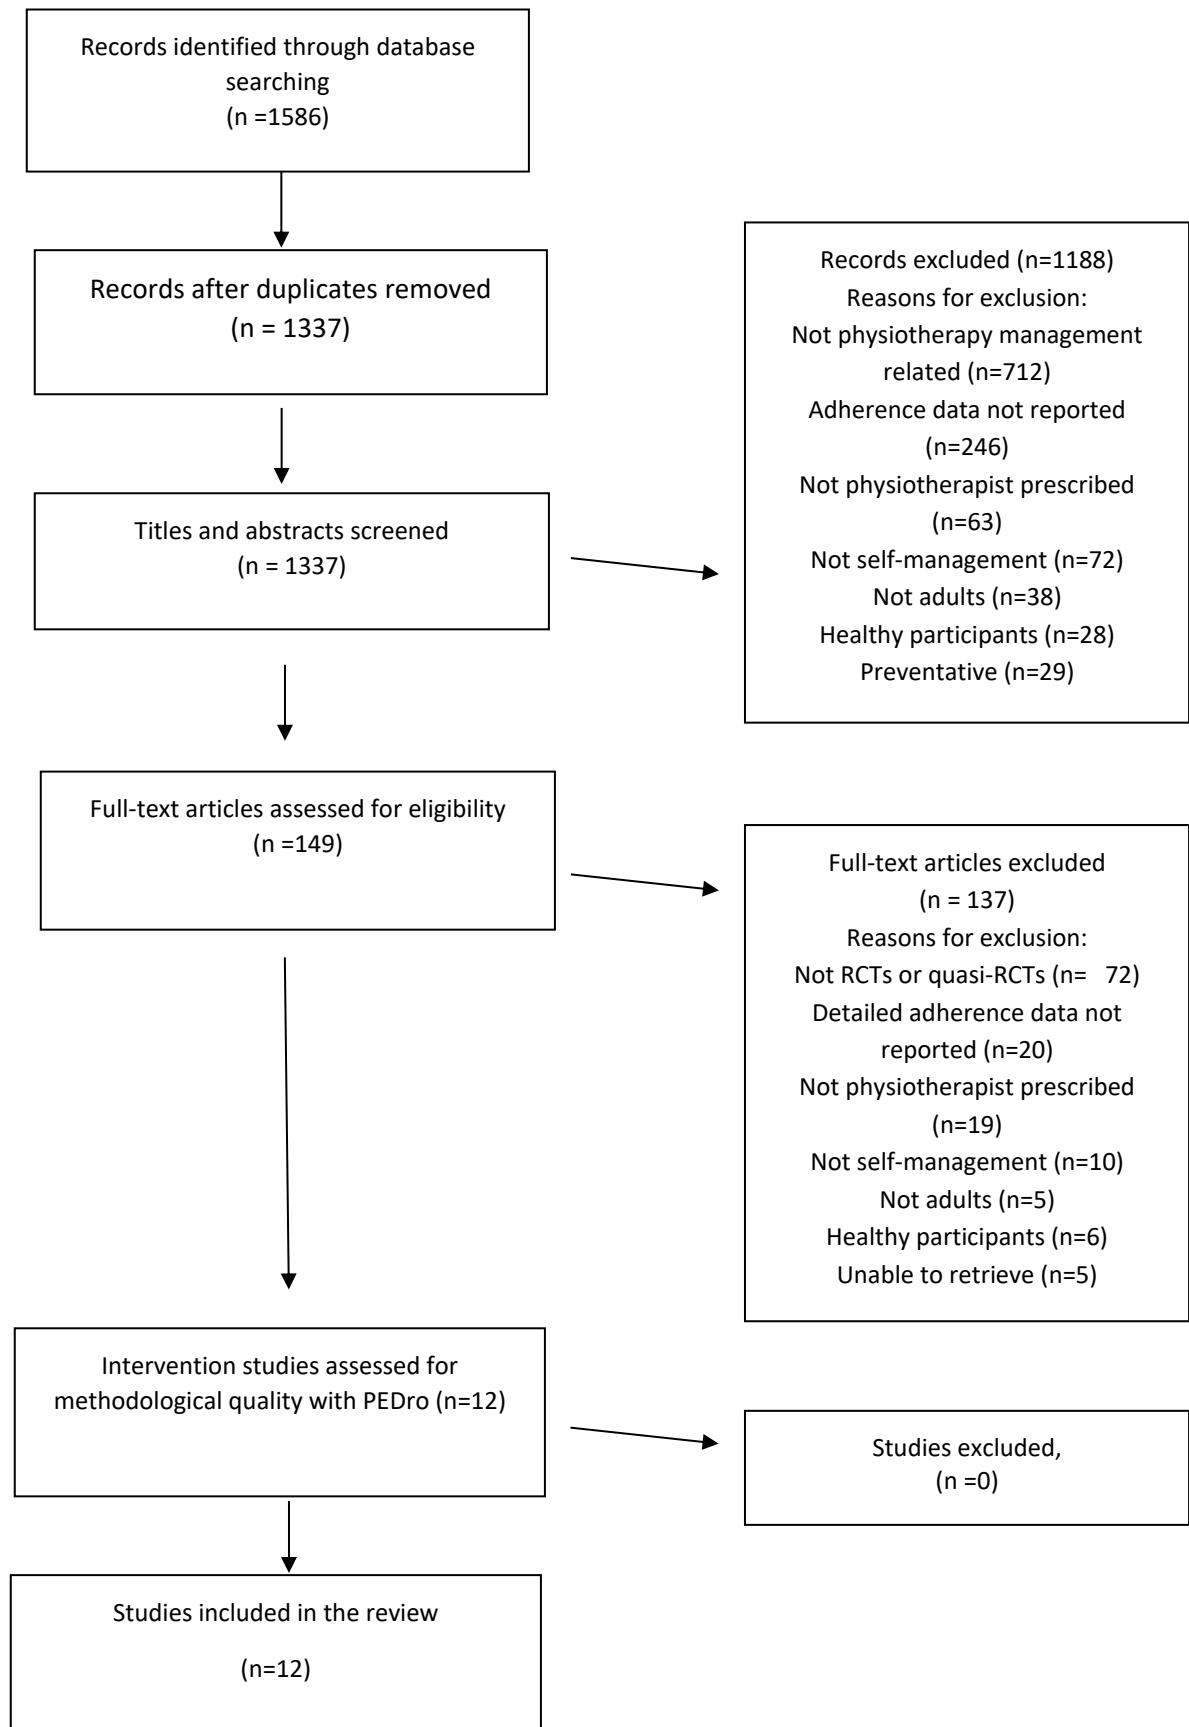 Records identified through database
searching
(n =1586)
Records after duplicates removed
(n = 1337)
Titles and abstracts screened
(n = 1337)
Records excluded (n=1188)
Reasons for exclusion:
Not physiotherapy management
related (n=712)
Adherence data not reported
(n=246)
Not physiotherapist prescribed
(n=63)
Not self-management (n=72)
Not adults (n=38)
Healthy participants (n=28)
Preventative (n=29)
Full-text articles assessed for eligibility
(n =149)
Full-text articles excluded
(n = 137)
Reasons for exclusion:
Not RCTs or quasi-RCTs (n=   72)
Detailed adherence data not
reported (n=20)
Not physiotherapist prescribed
(n=19)
Not self-management (n=10)
Not adults (n=5)
Healthy participants (n=6)
Unable to retrieve (n=5)
Intervention studies assessed for
methodological quality with PEDro (n=12)
Studies excluded,
(n =0)
Studies included in the review
(n=12)